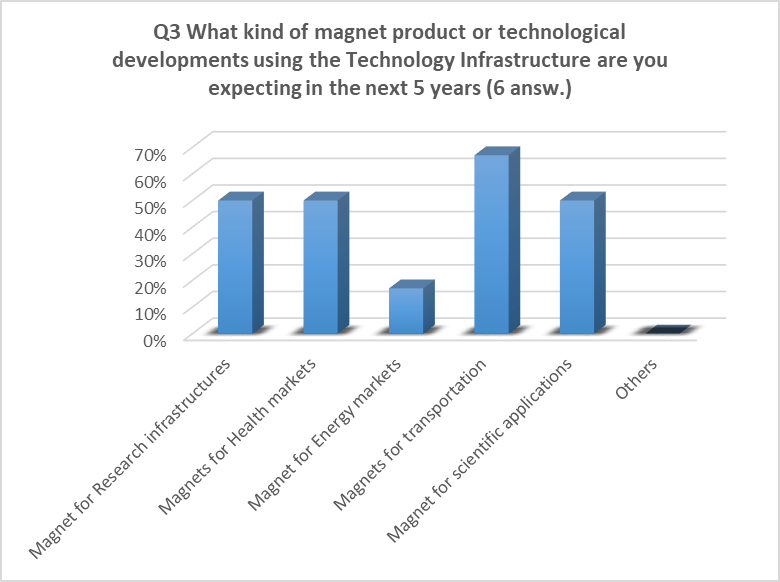 Q3 What kind of magnet product or technological
developments using the Technology Infrastructure are you
expecting in the next 5 years (6 answ.)
70%
60%
50%
40%
30%
20%
10%
0%
Magnet for Research infrastructures
Magnets for Health markets
Magnet for Energy markets
Magnets for transportation
Magnet for scientific applications
Others